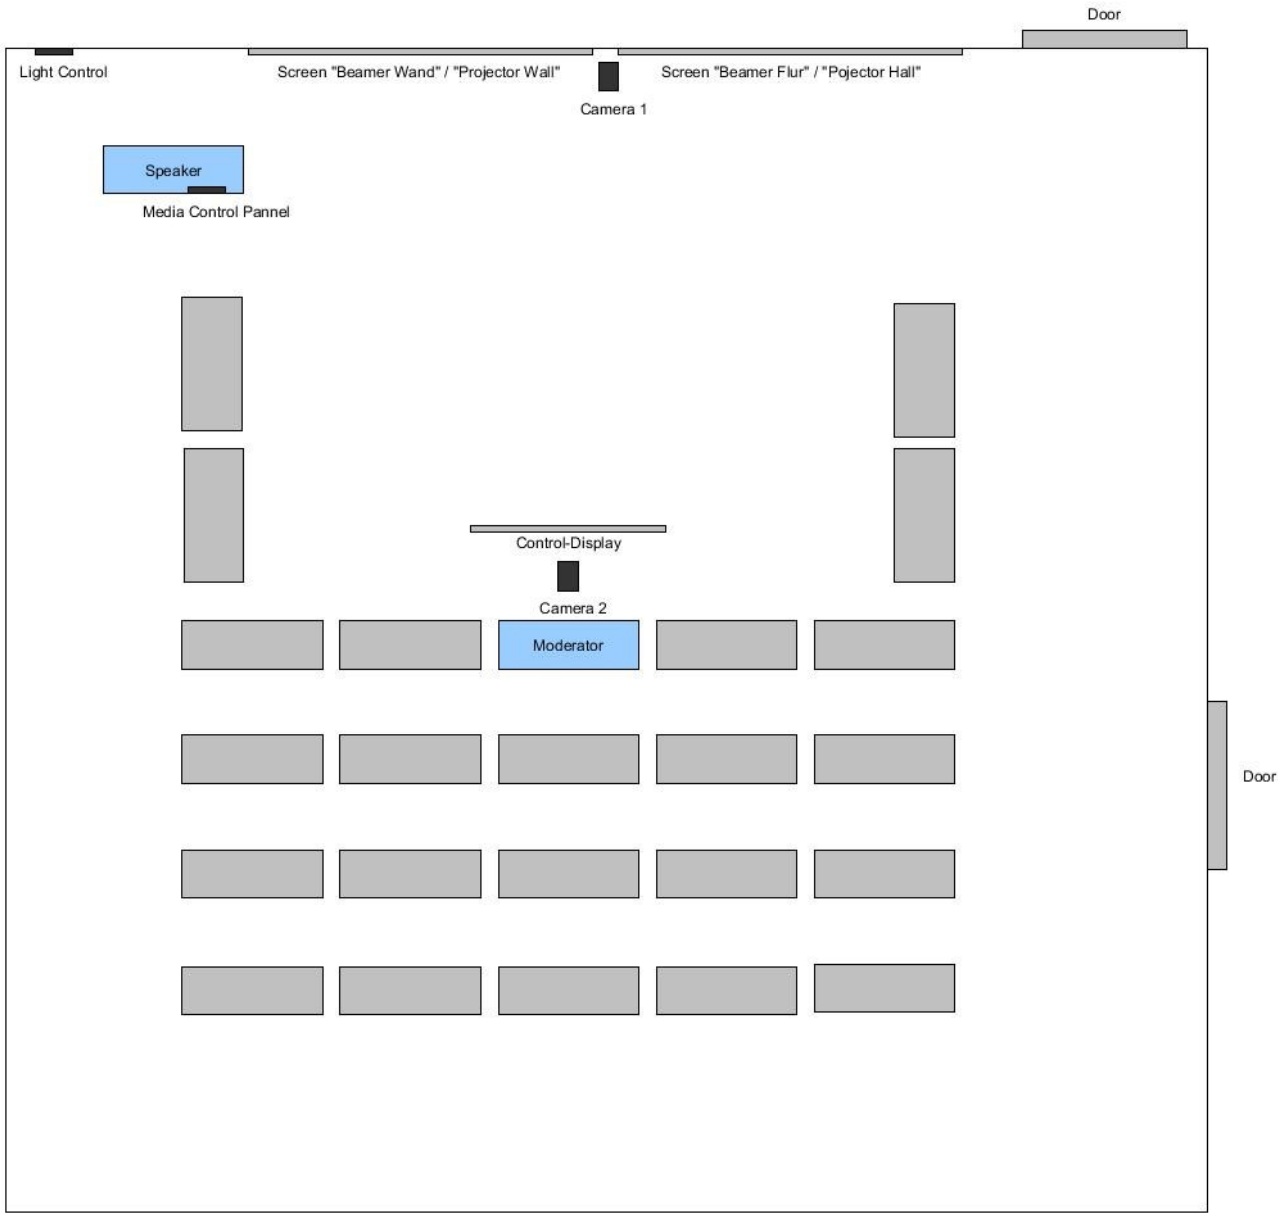 Door
Light Control
Screen "Beamer Wand" / "Projector Wall"
Screen "Beamer Flur" / "Pojector Hall"
Camera 1
Speaker
Media Control Pannel
Control-Display
Camera 2
Moderator
Door